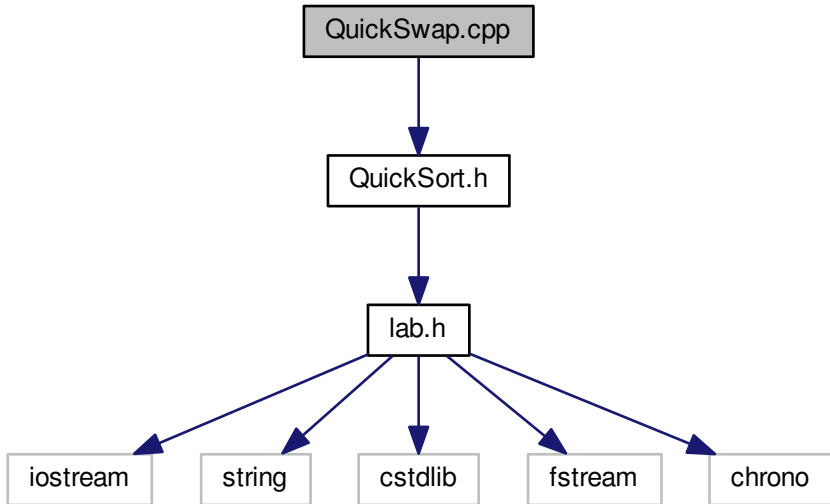 QuickSwap.cpp
QuickSort.h
lab.h
iostream
string
cstdlib
fstream
chrono